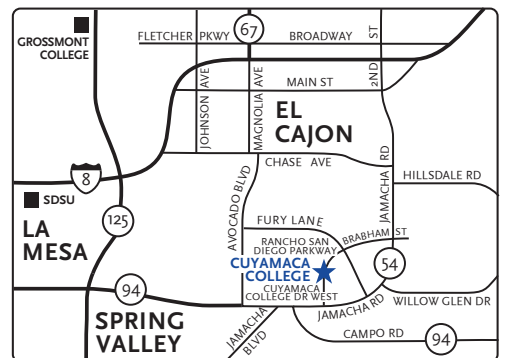 GROSSMONT
COLLEGE
FLETCHER PKWY
67
BROADWAY
2ND ST
JOHNSON AVE
MAGNOLIA AVE
MAIN ST
EL
CAJON
CHASE AVE
8
SDSU
LA
MESA
125
AVOCADO BLVD
JAMACHA RD
HILLSDALE RD
FURY LANE
RANCHO SAN
DIEGO PARKWAY
BRABHAM ST
CUYAMACA
COLLEGE
54
CUYAMACA
COLLEGE DR WEST
94
JAMACHA RD
WILLOW GLEN DR
SPRING
VALLEY
JAMACHA
BLVD
CAMPO RD
94